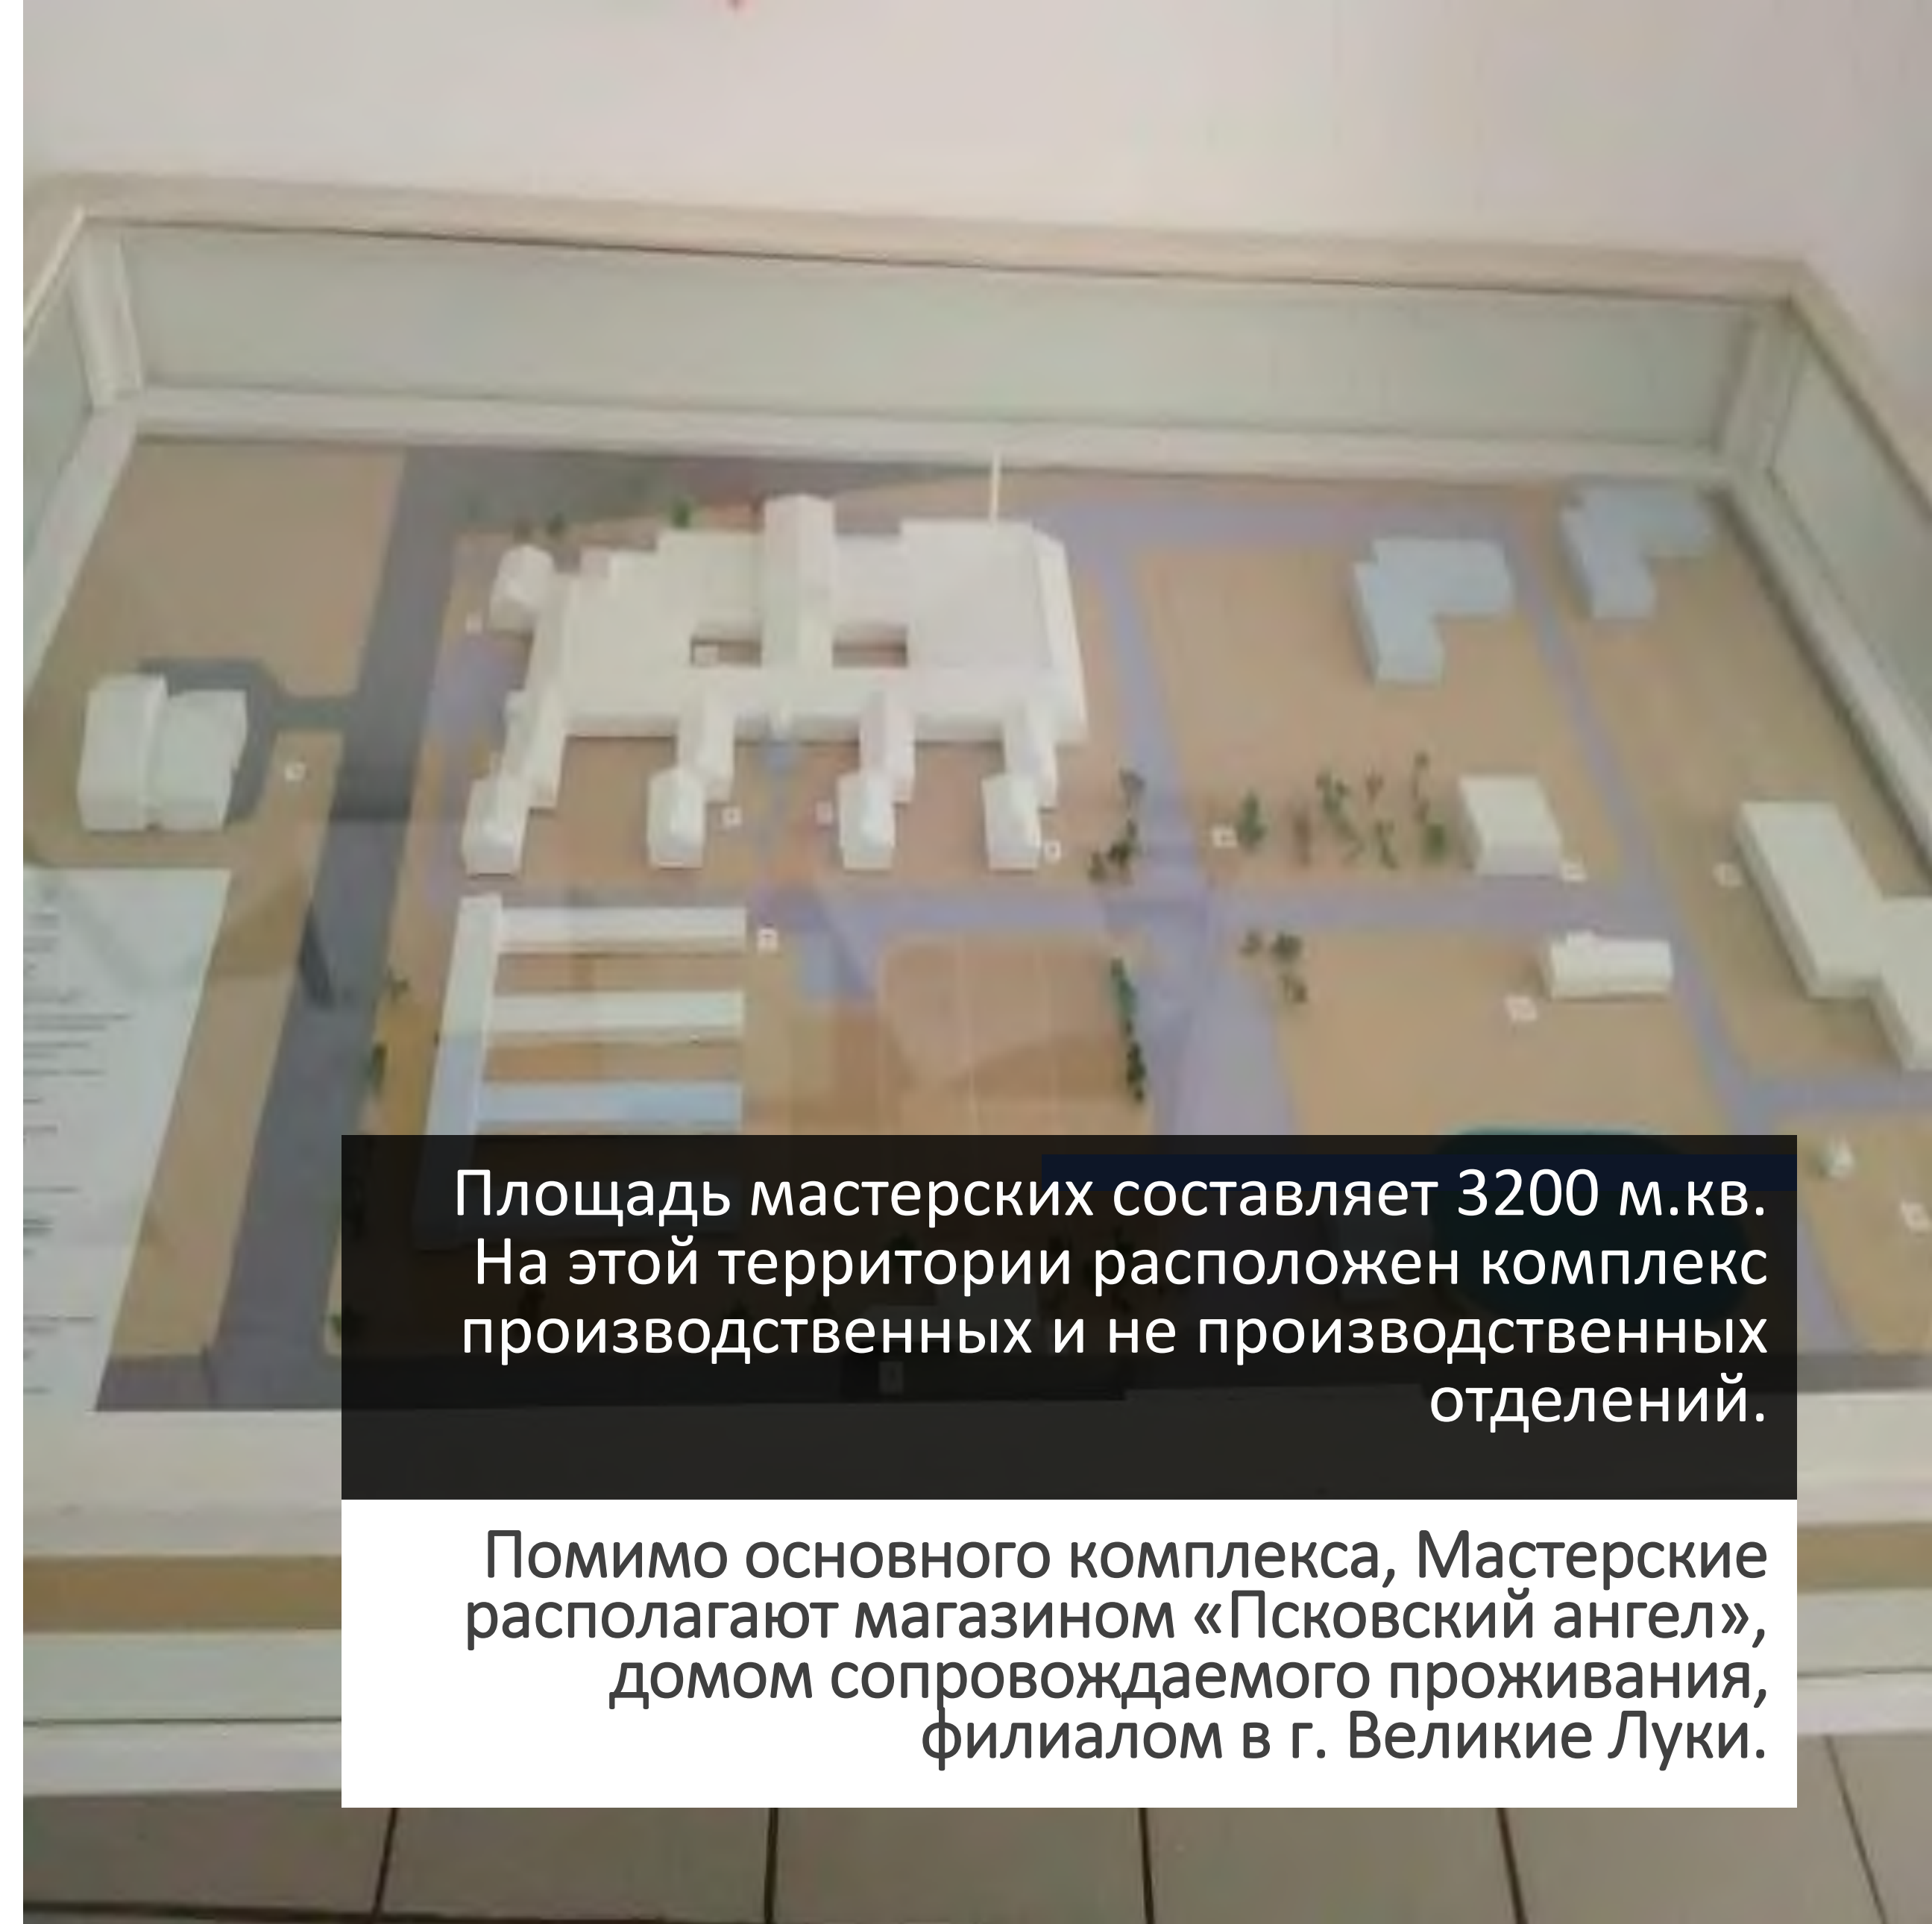 Площадь мастерских составляет 3200 м.кв.
На этой территории расположен комплекс
производственных и не производственных
отделений.
Помимо основного комплекса, Мастерские
располагают магазином «Псковский ангел»,
домом сопровождаемого проживания,
филиалом в г. Великие Луки.